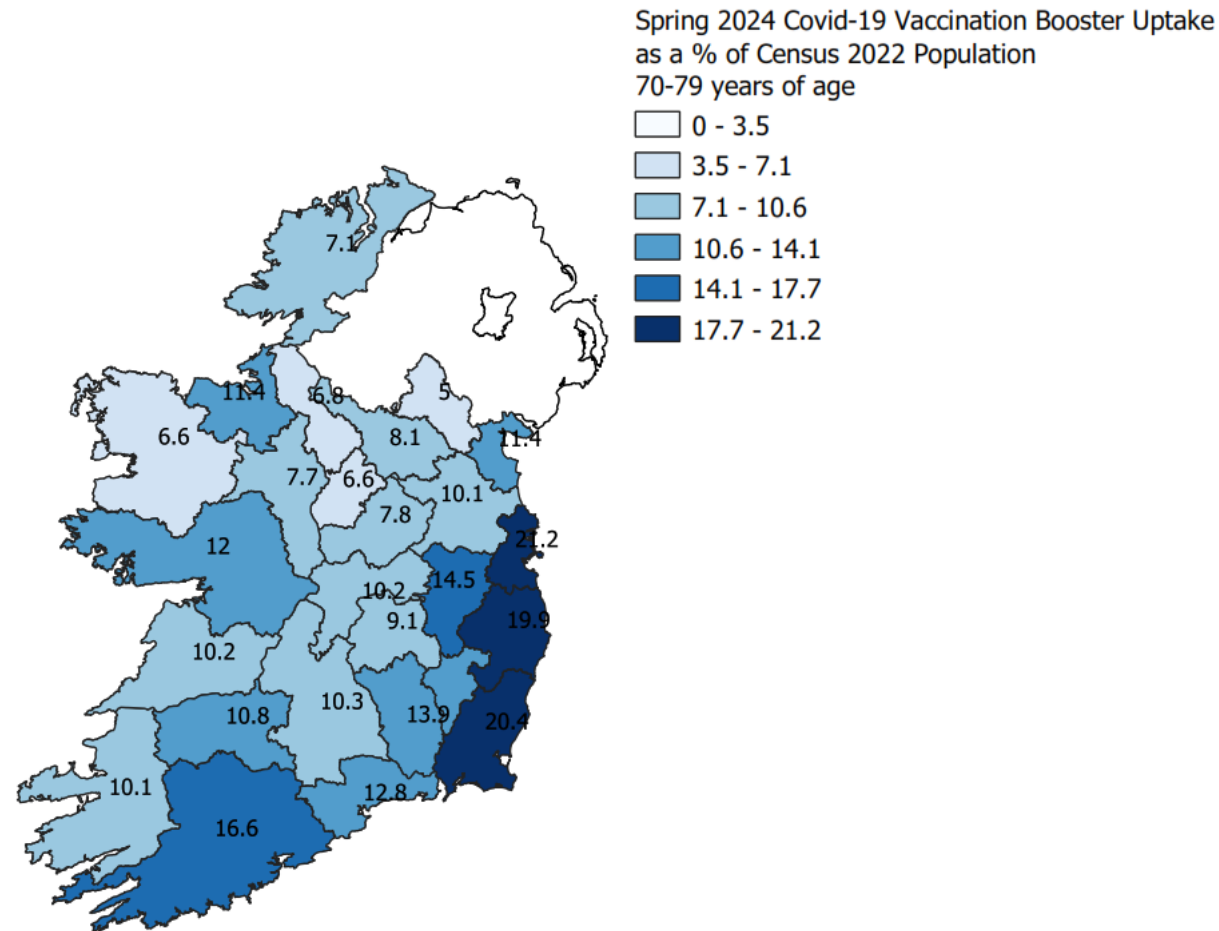 Spring 2024 Covid-19 Vaccination Booster Uptake
as a % of Census 2022 Population
70-79 years of age
0 - 3.5
3.5 - 7.1
7.1 - 10.6
10.6 - 14.1
14.1 - 17.7
17.7 - 21.2
7.1
11.4
6.8
5
6.6
8.1
11.4
7.7
6.6
10.1
7.8
12
21.2
10.2
14.5
9.1
19.9
10.2
10.3
10.8
13.9
20.4
10.1
12.8
16.6